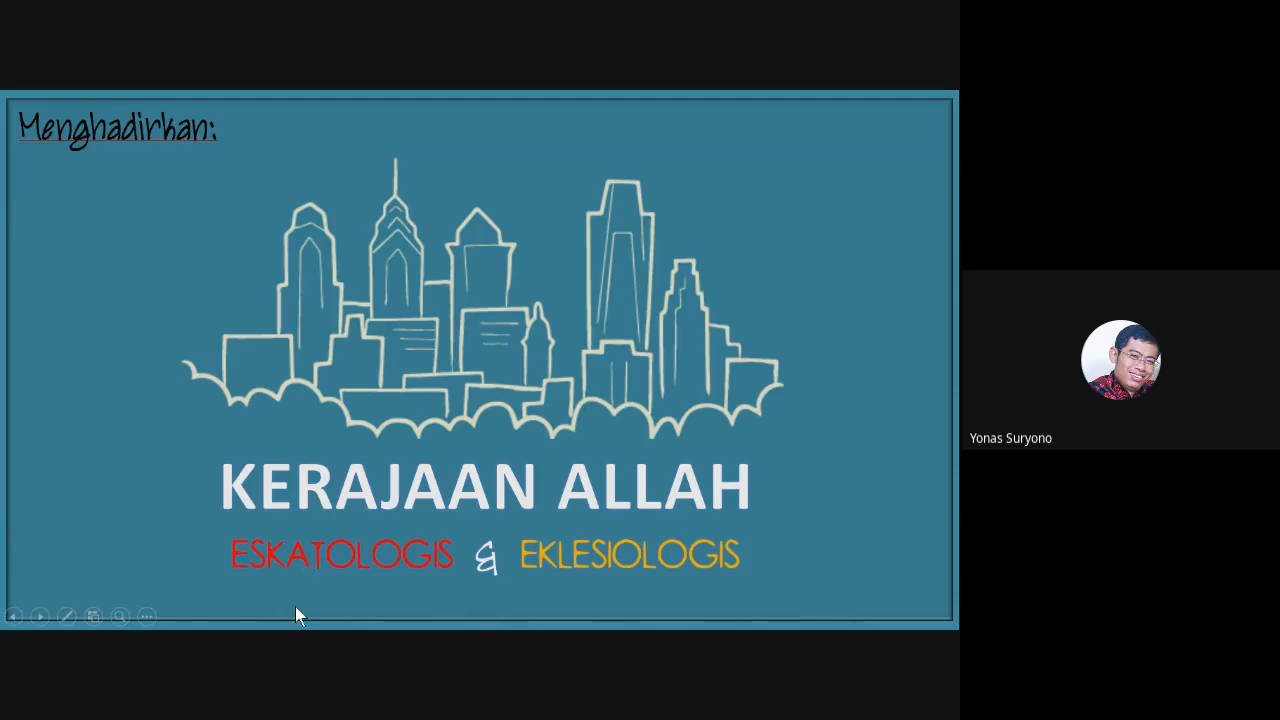 Menghadirkan:
KERAJAAN ALLAH
ESKATOLOGIS & EKLESIOLOGIS
Yonas Suryono